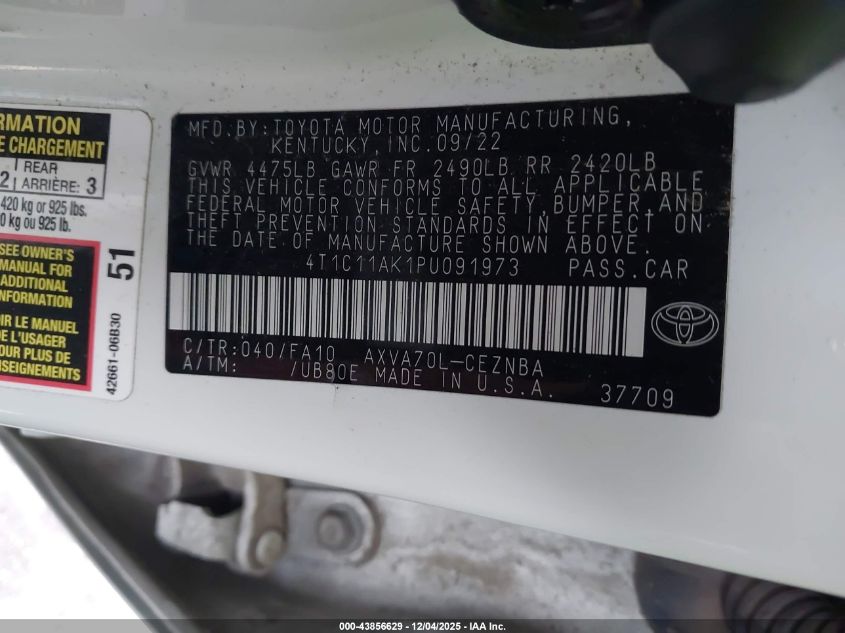 RMATION
E CHARGEMENT
2 REAR
ARRIÈRE: 3
420 kg or 925 lbs.
0 kg ou 925 lb.
SEE OWNER'S
MANUAL FOR
ADDITIONAL
INFORMATION
IR LE MANUEL
DE L'USAGER
POUR PLUS DE
NSEIGNEMENTS
51
42661-06B30
MFD.BY:TOYOTA MOTOR MANUFACTURING,
KENTUCKY, INC.09/22
GVWR 4475LB GAWR FR 2490LB RR 2420LB
THIS VEHICLE CONFORMS TO ALL APPLICABLE
FEDERAL MOTOR VEHICLE SAFETY,BUMPER,AND
THEFT PREVENTION STANDARDS IN EFFECT ON
THE DATE OF MANUFACTURE SHOWN ABOVE.
4T1C11AK1PU091973 PASS.CAR
C/TR:040/FA10 AXVA70L-CEZNBA
A/TM: /UB80E MADE IN U.S.A.
37709
000-43856629 - 12/04/2025 - IAA Inc.